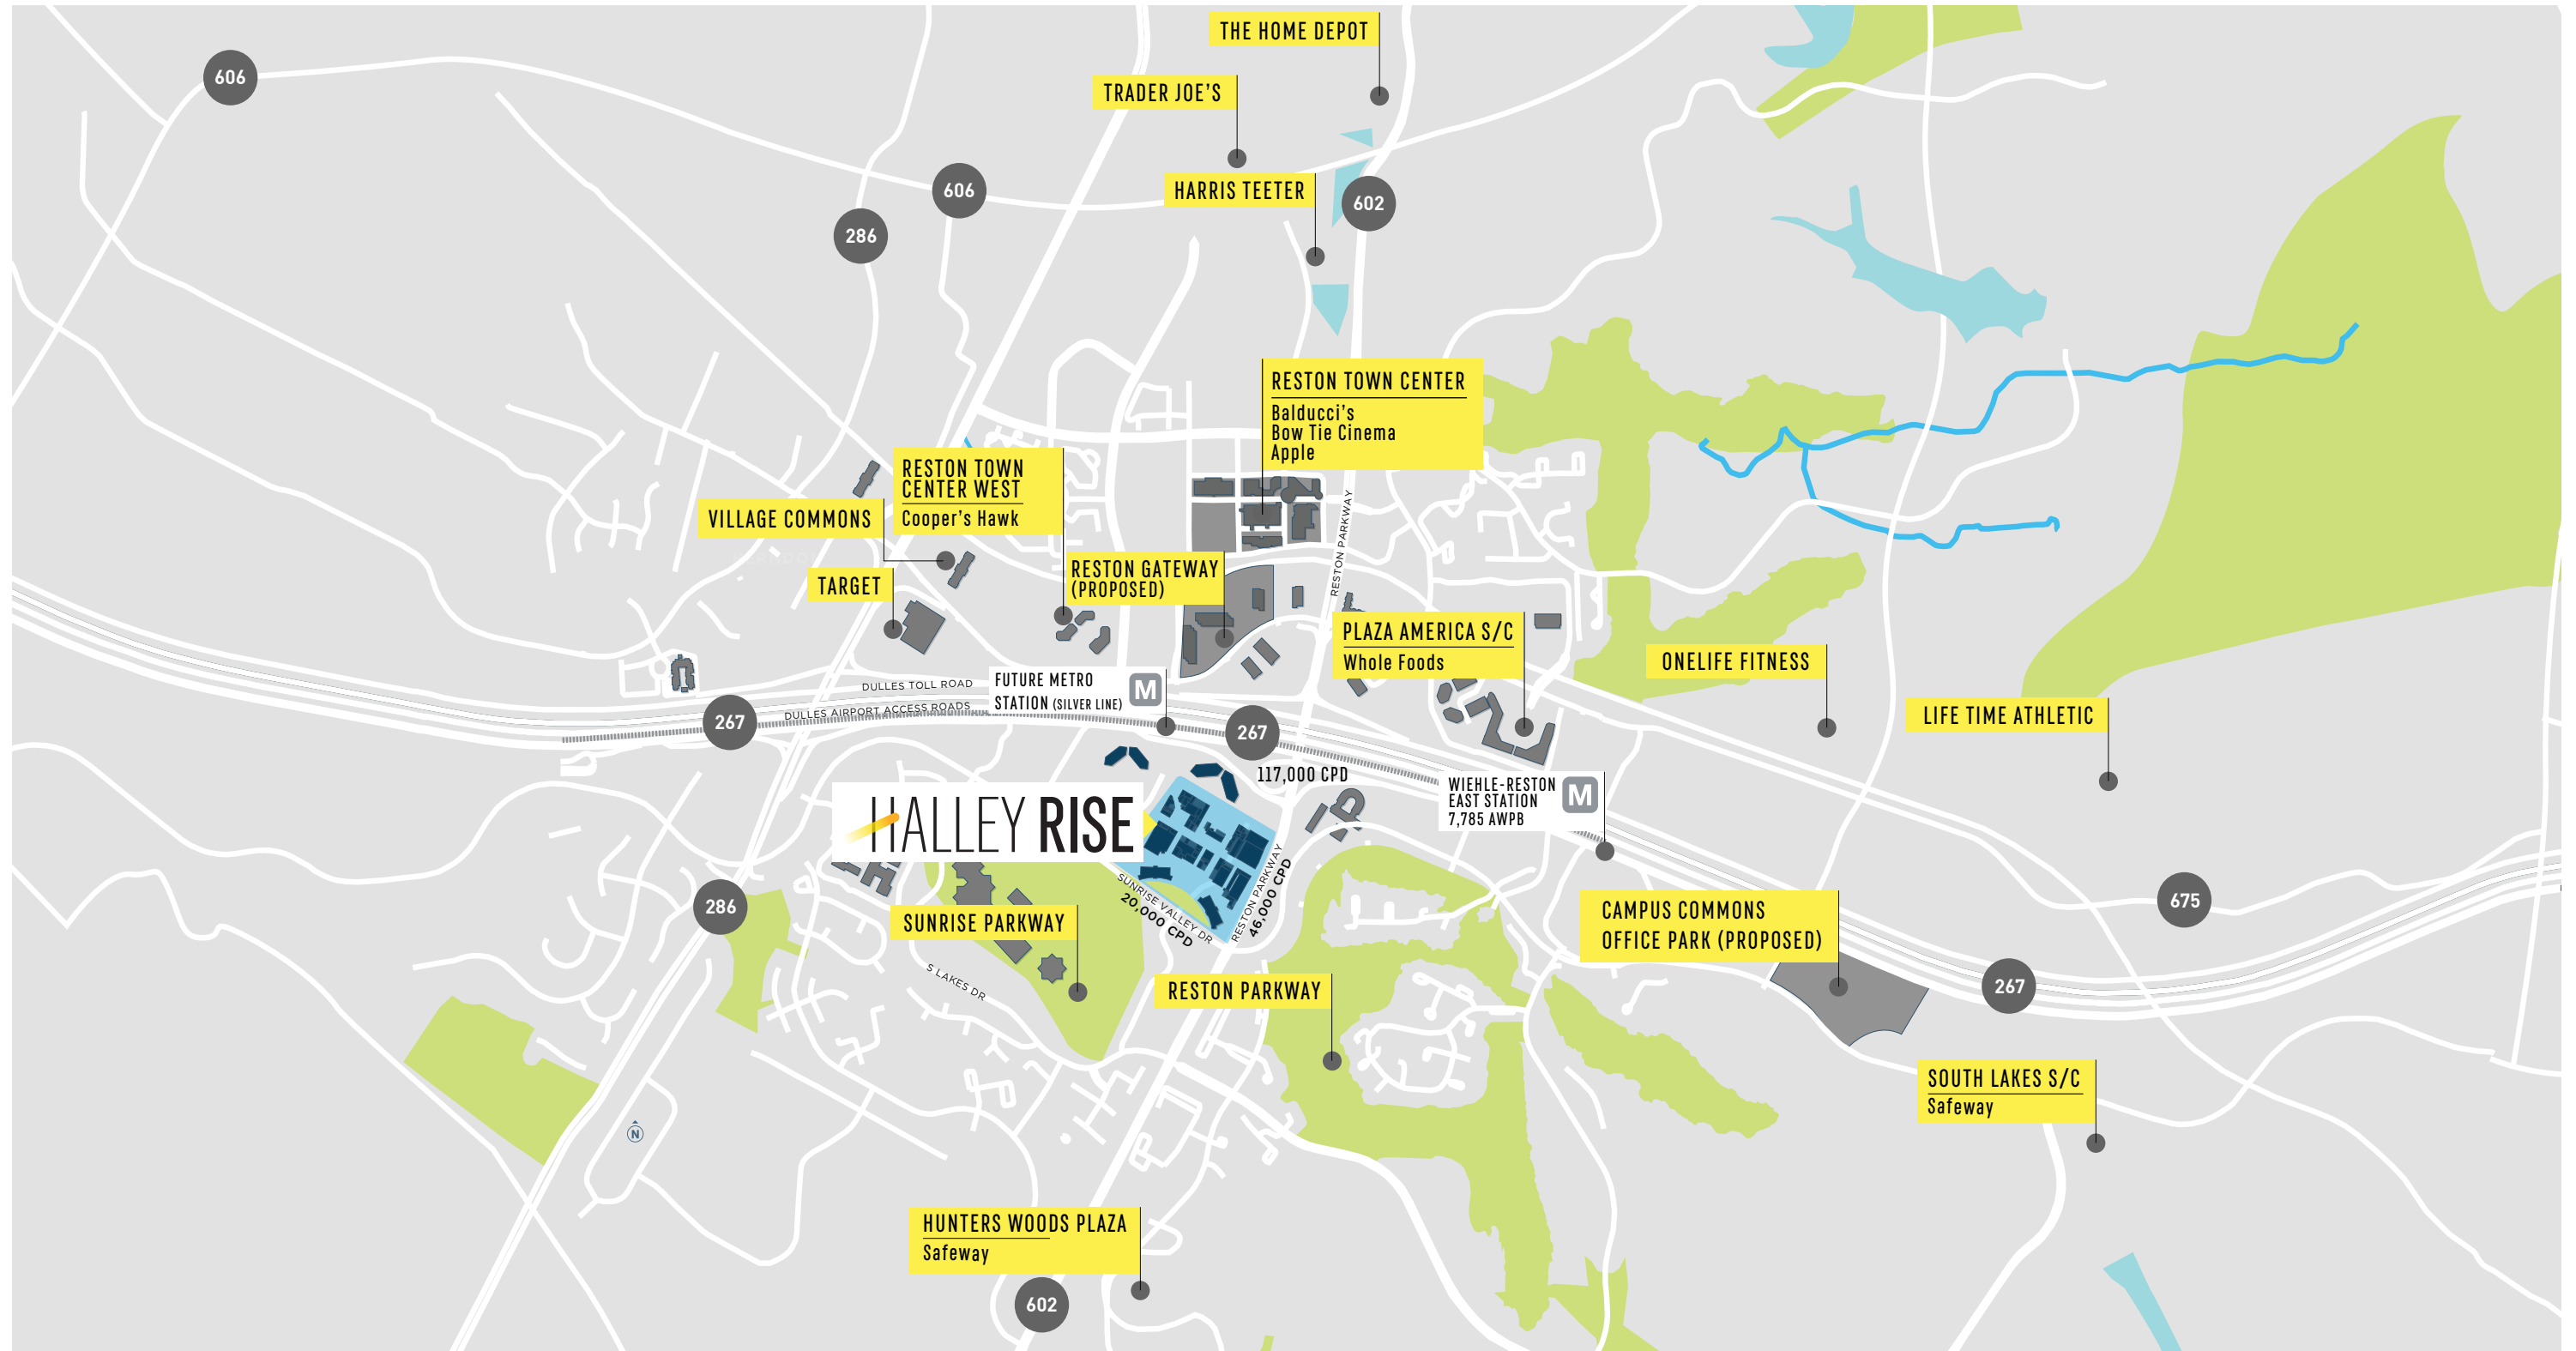 THE HOME DEPOT
606
TRADER JOE'S
606
HARRIS TEETER
602
286
RESTON TOWN CENTER
Balducci's
Bow Tie Cinema
Apple
RESTON TOWN
CENTER WEST
Cooper's Hawk
VILLAGE COMMONS
RESTON PARKWAY
RESTON GATEWAY
(PROPOSED)
TARGET
PLAZA AMERICA S/C
Whole Foods
ONELIFE FITNESS
LIFE TIME ATHLETIC
DULLES TOLL ROAD
DULLES AIRPORT ACCESS ROADS
FUTURE METRO
STATION (SILVER LINE)
M
267
267
117,000 CPD
WIEHLE-RESTON
EAST STATION
7,785 AWPB
M
HALLEY RISE
SUNRISE VALLEY DR
20,000 CPD
RESTON PARKWAY
46,000 CPD
286
SUNRISE PARKWAY
S LAKES DR
CAMPUS COMMONS
OFFICE PARK (PROPOSED)
675
267
RESTON PARKWAY
SOUTH LAKES S/C
Safeway
N
HUNTERS WOODS PLAZA
Safeway
602